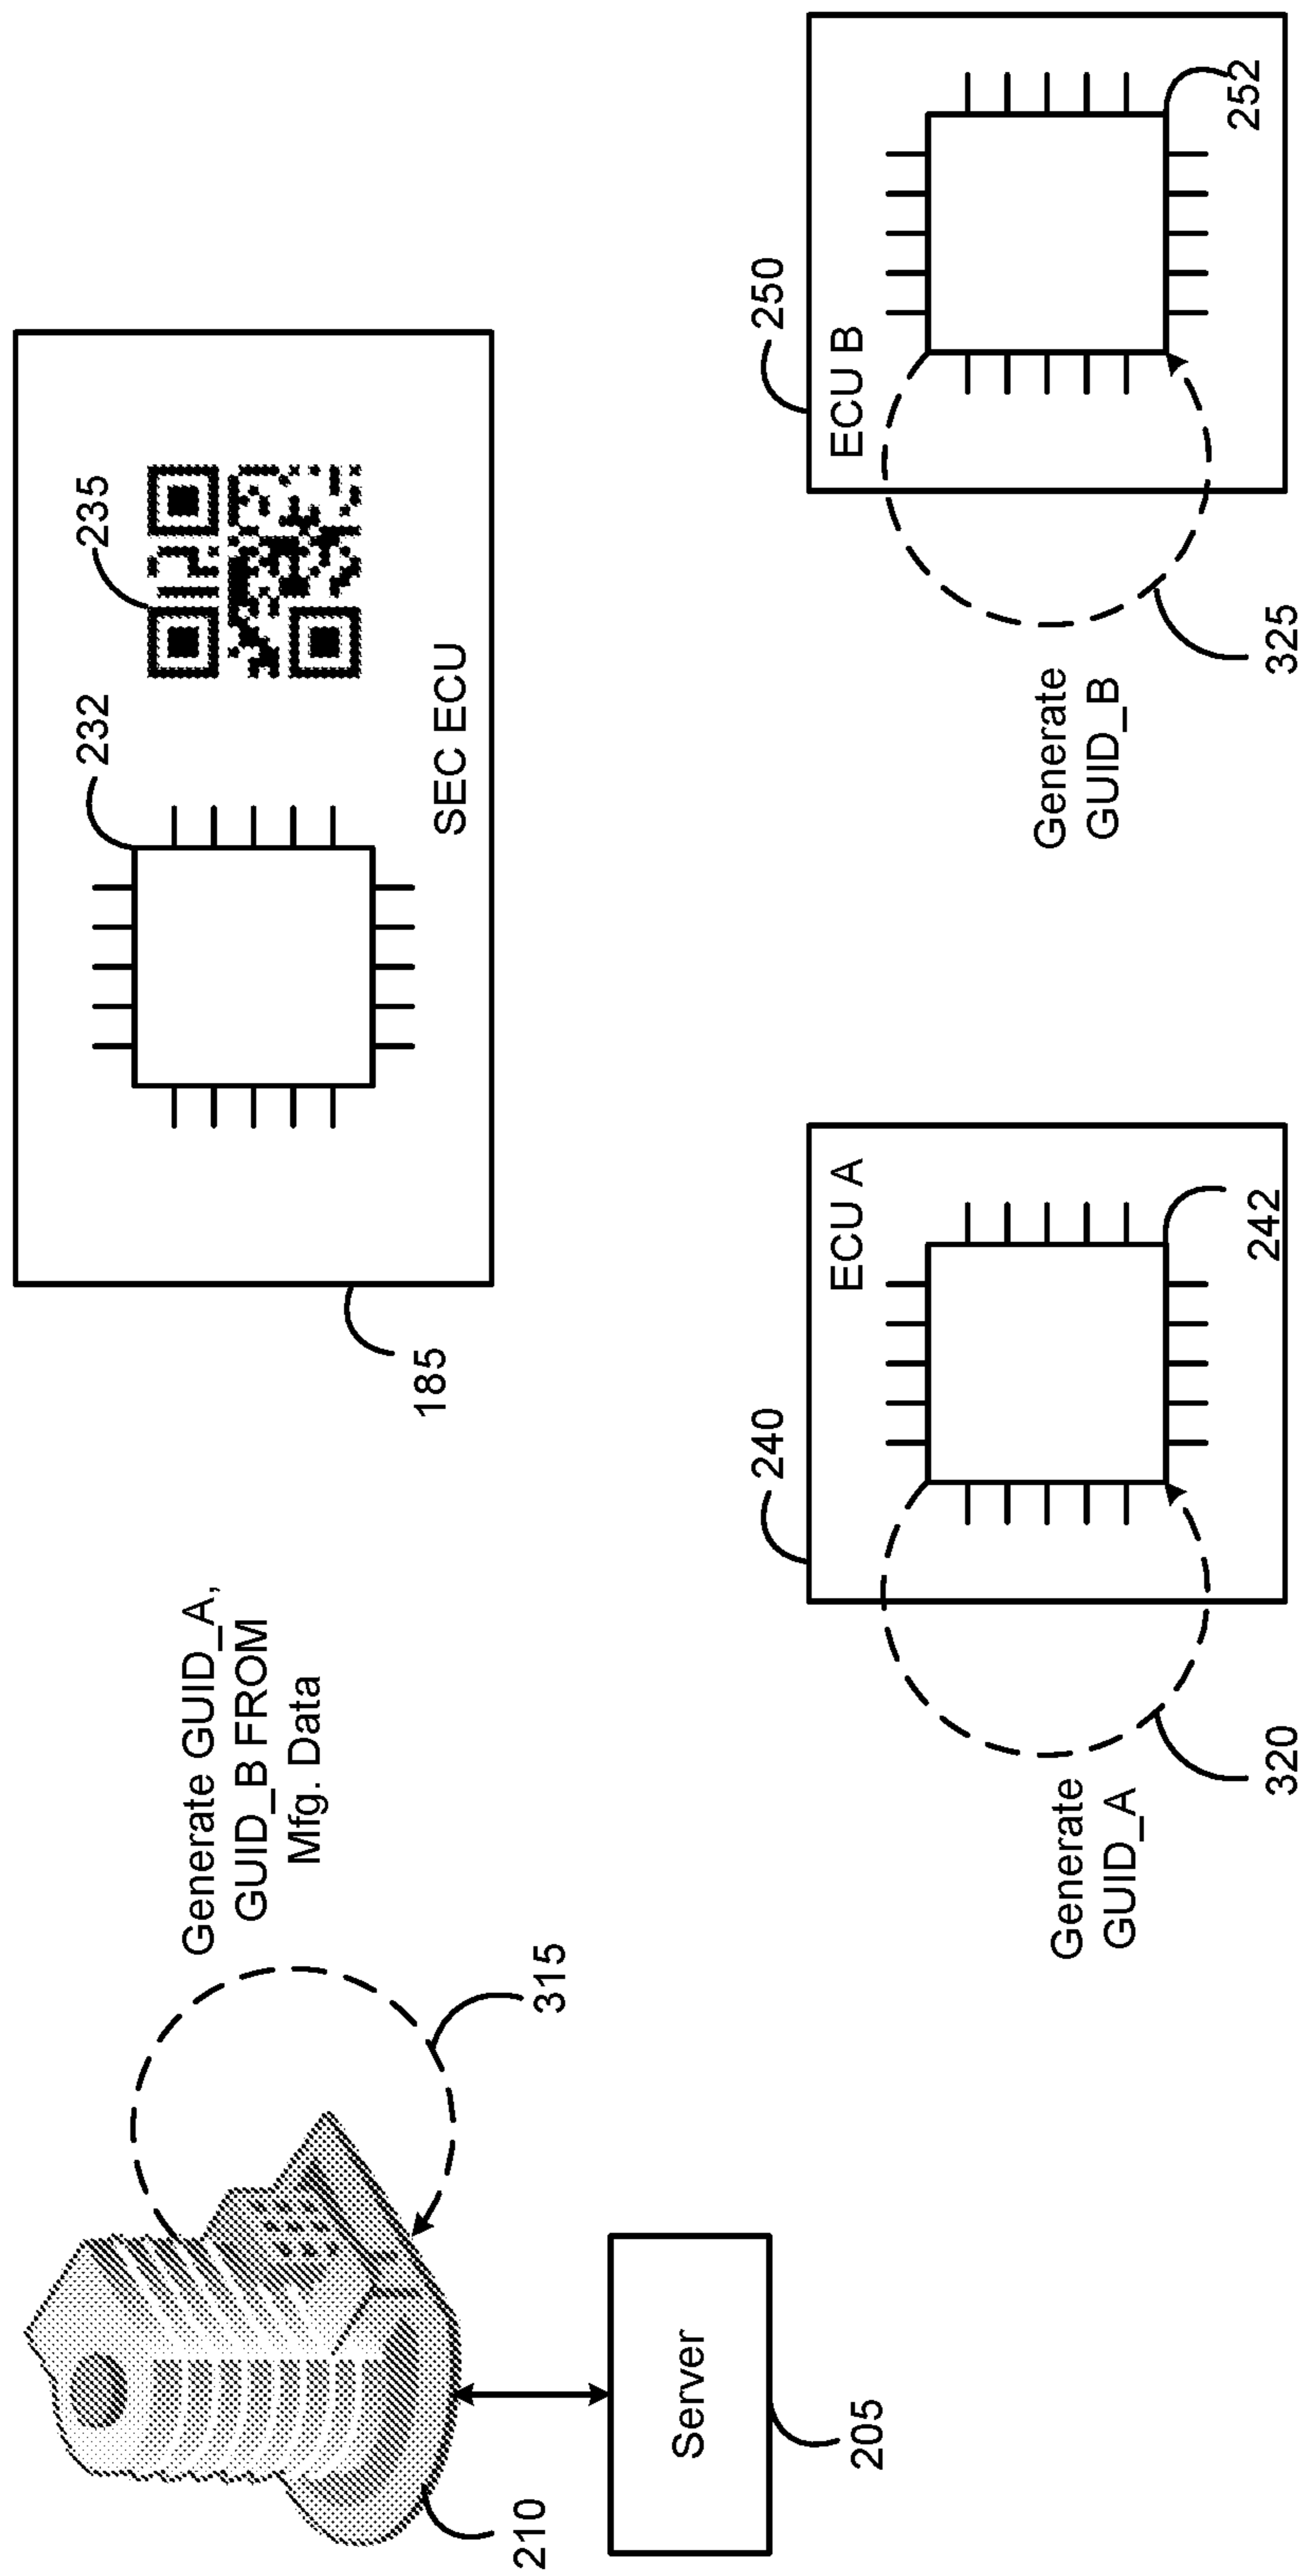 Generate GUID_A,
GUID_B FROM
Mfg. Data
315
210
Server
205
232
235
SEC ECU
185
240
ECU A
242
Generate
GUID_A
320
250
ECU B
252
Generate
GUID_B
325